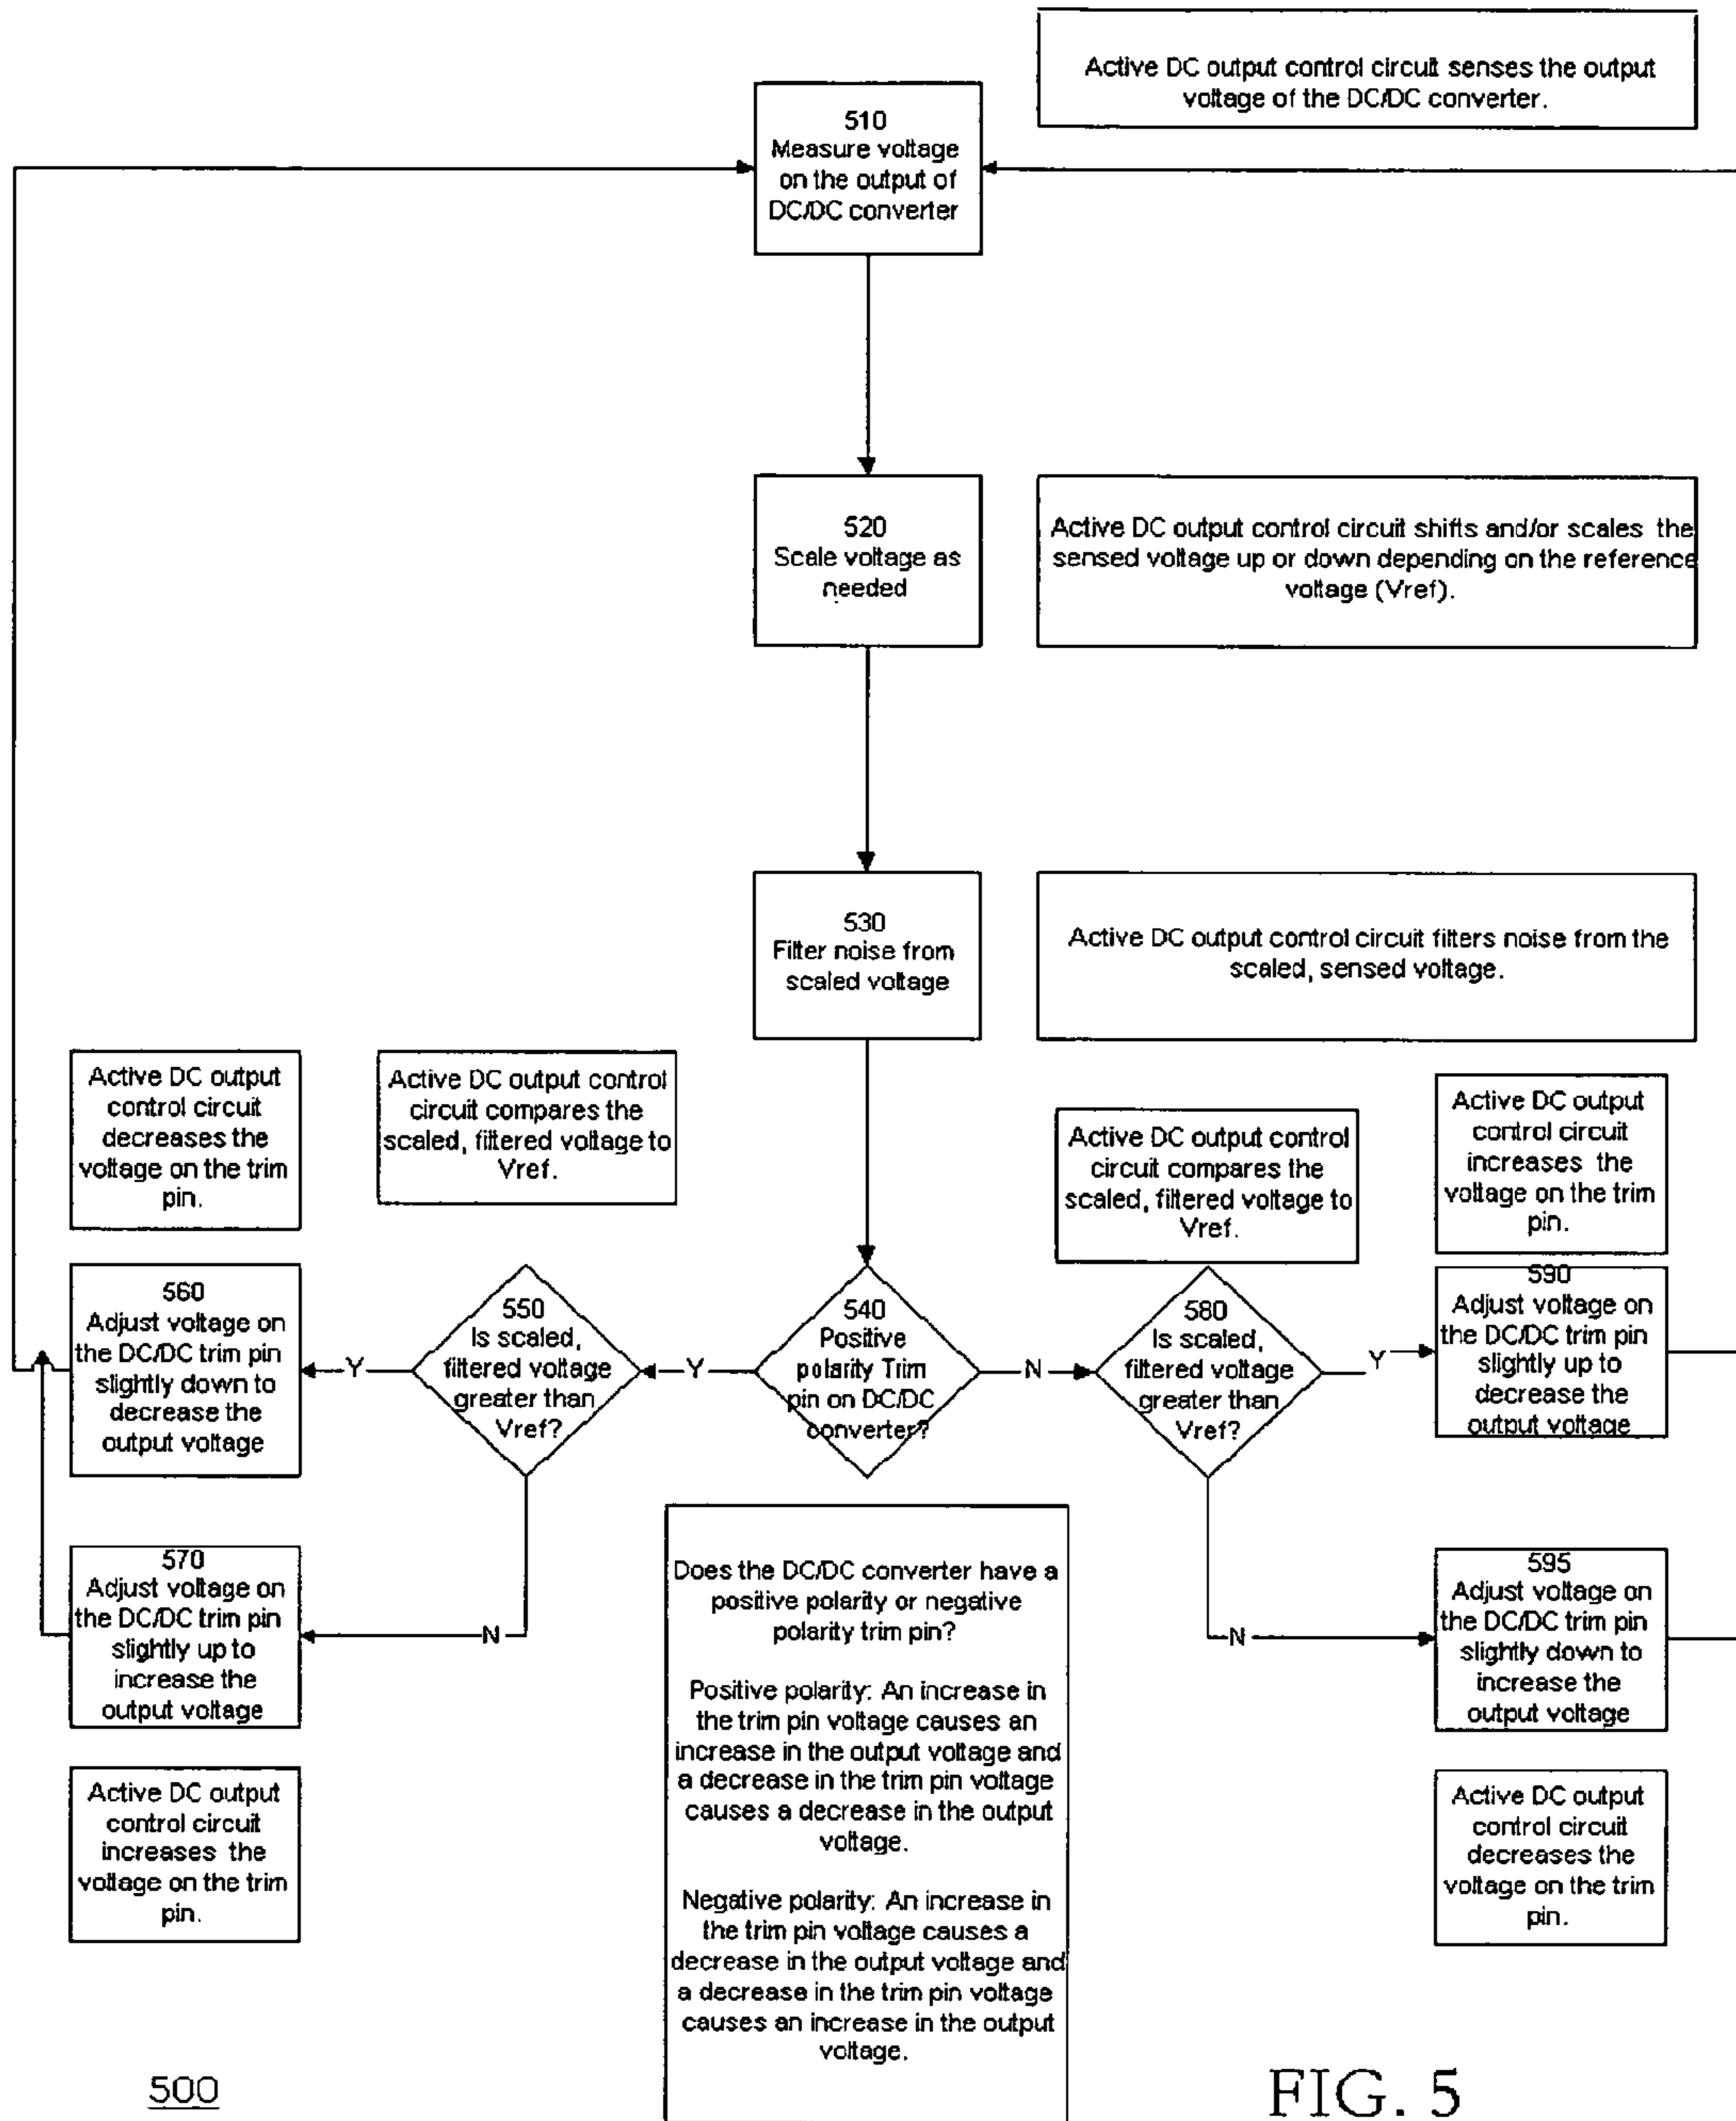 Active DC output control circuit senses the output
voltage of the DC/DC converter.
510
Measure voltage
on the output of
DC/DC converter
520
Scale voltage as
needed
Active DC output control circuit shifts and/or scales the
sensed voltage up or down depending on the reference
voltage (Vref).
530
Filter noise from
scaled voltage
Active DC output control circuit filters noise from the
scaled, sensed voltage.
Active DC output
control circuit
decreases the
voltage on the trim
pin.
Active DC output control
circuit compares the
scaled, filtered voltage to
Vref.
Active DC output control
circuit compares the
scaled, filtered voltage to
Vref.
Active DC output
control circuit
increases the
voltage on the trim
pin.
560
Adjust voltage on
the DC/DC trim pin
slightly down to
decrease the
output voltage
Y
550
Is scaled,
filtered voltage
greater than
Vref?
Y
540
Positive
polarity Trim
pin on DC/DC
converter?
N
580
Is scaled,
filtered voltage
greater than
Vref?
Y
590
Adjust voltage on
the DC/DC trim pin
slightly up to
decrease the
output voltage
570
Adjust voltage on
the DC/DC trim pin
slightly up to
increase the
output voltage
N
Does the DC/DC converter have a
positive polarity or negative
polarity trim pin?
Positive polarity: An increase in
the trim pin voltage causes an
increase in the output voltage and
a decrease in the trim pin voltage
causes a decrease in the output
voltage.
Negative polarity: An increase in
the trim pin voltage causes a
decrease in the output voltage and
a decrease in the trim pin voltage
causes an increase in the output
voltage.
N
595
Adjust voltage on
the DC/DC trim pin
slightly down to
increase the
output voltage
Active DC output
control circuit
increases the
voltage on the trim
pin.
Active DC output
control circuit
decreases the
voltage on the trim
pin.
500
FIG. 5